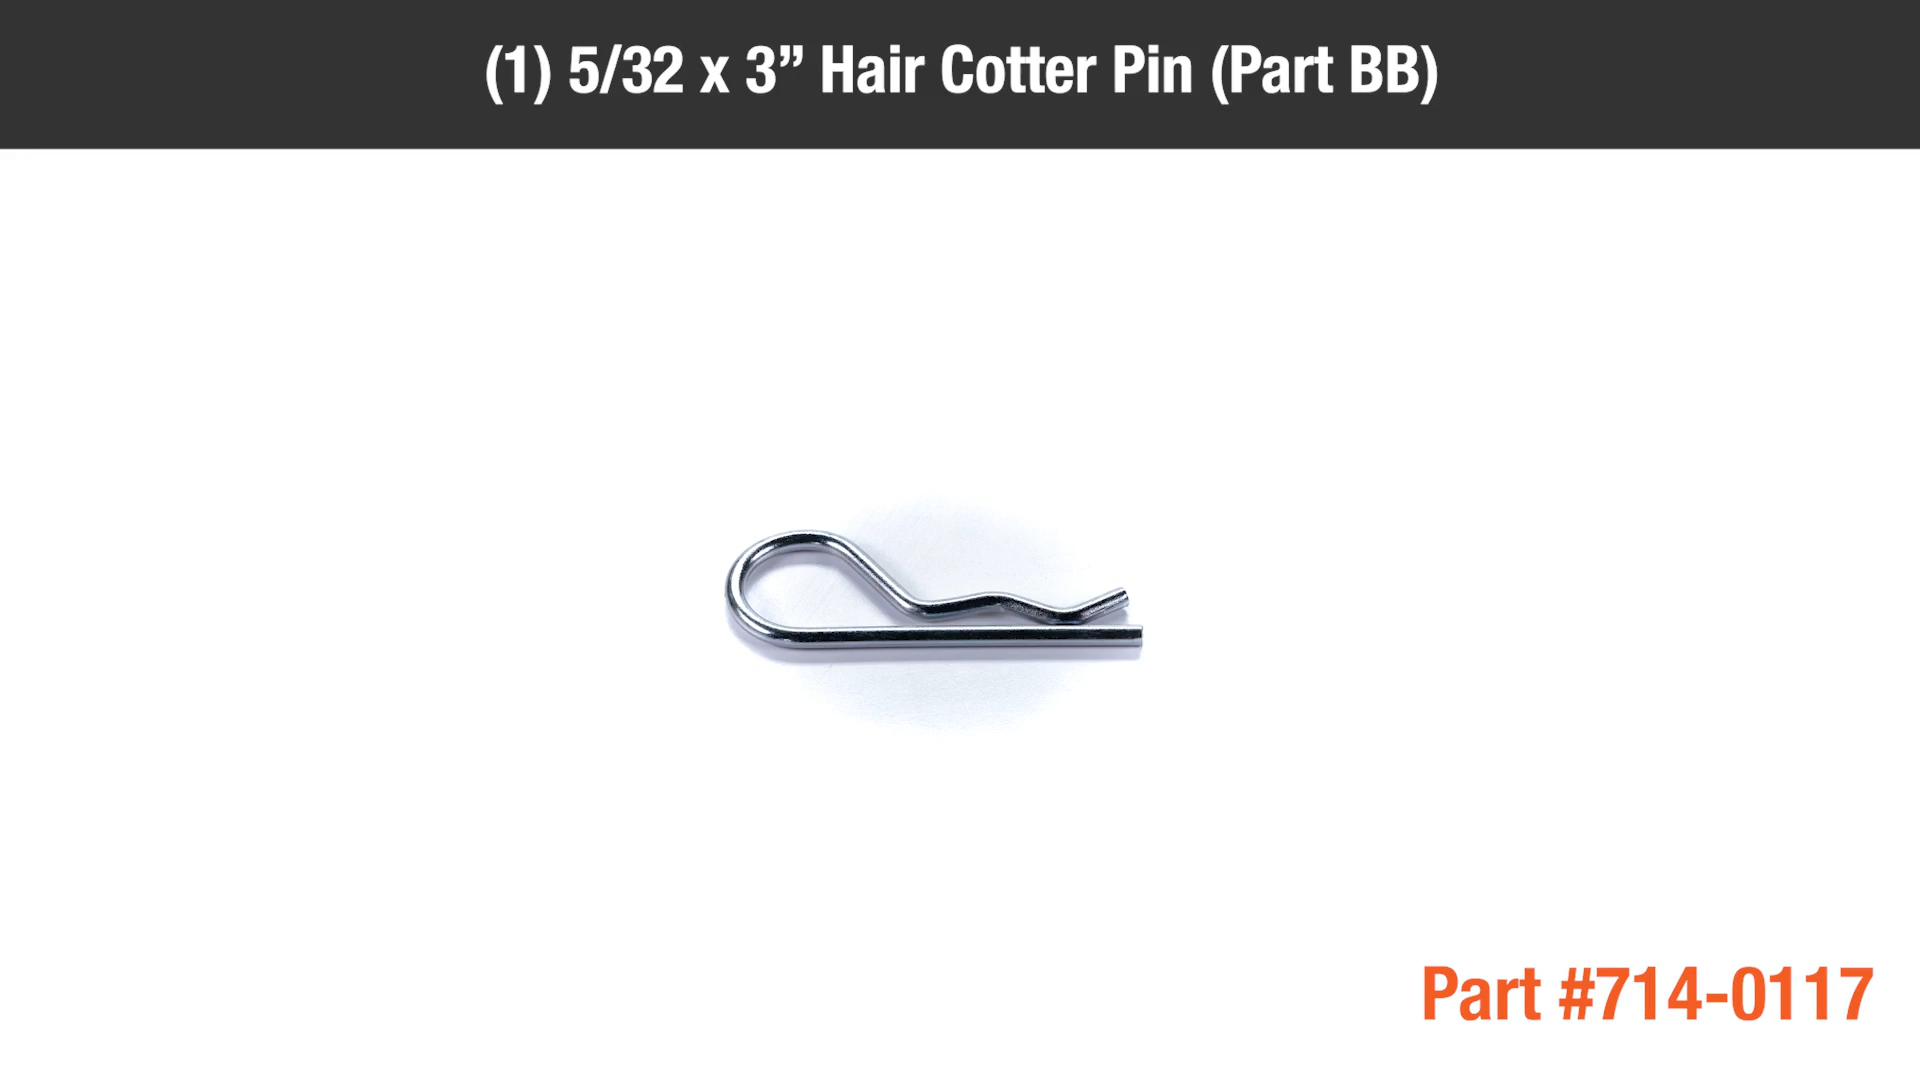 (1) 5/32 x 3” Hair Cotter Pin (Part BB)
Part #714-0117